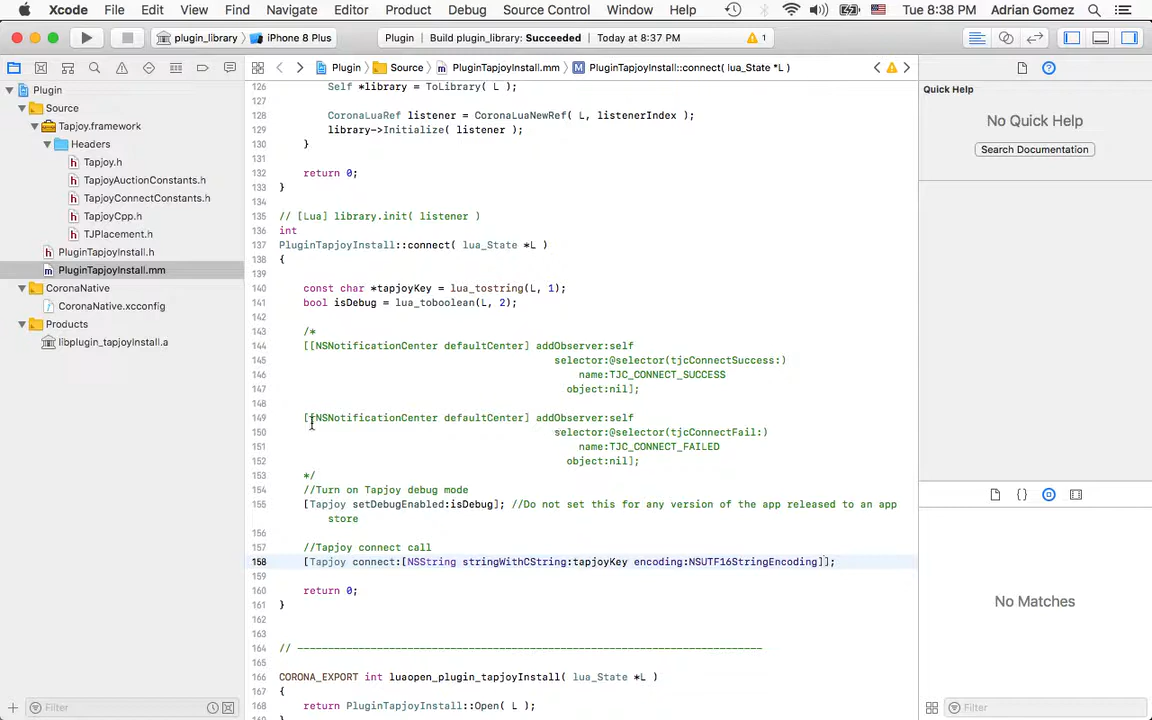 Xcode File Edit View Find Navigate Editor Product Debug Source Control Window Help Tue 8:38 PM Adrian Gomez
plugin_library iPhone 8 Plus Plugin Build plugin_library: Succeeded Today at 8:37 PM 1
Plugin Source PluginTapjoyInstall.mm M PluginTapjoyInstall::connect( lua_State *L )
Plugin
Source
Tapjoy.framework
Headers
h Tapjoy.h
h TapjoyAuctionConstants.h
h TapjoyConnectConstants.h
h TapjoyCpp.h
h TJPlacement.h
h PluginTapjoyInstall.h
m PluginTapjoyInstall.mm
CoronaNative
CoronaNative.xcconfig
Products
libplugin_tapjoyInstall.a
Filter
126 Self *library = ToLibrary( L );
127
128 CoronaLuaRef listener = CoronaLuaNewRef( L, listenerIndex );
129 library->Initialize( listener );
130 }
131
132 return 0;
133 }
134
135 // [Lua] library.init( listener )
136 int
137 PluginTapjoyInstall::connect( lua_State *L )
138 {
139
140 const char *tapjoyKey = lua_tostring(L, 1);
141 bool isDebug = lua_toboolean(L, 2);
142
143 /*
144 [[NSNotificationCenter defaultCenter] addObserver:self
145 selector:@selector(tjcConnectSuccess:)
146 name:TJC_CONNECT_SUCCESS
147 object:nil];
148
149 [[NSNotificationCenter defaultCenter] addObserver:self
150 selector:@selector(tjcConnectFail:)
151 name:TJC_CONNECT_FAILED
152 object:nil];
153 */
154 //Turn on Tapjoy debug mode
155 [Tapjoy setDebugEnabled:isDebug]; //Do not set this for any version of the app released to an app
store
156
157 //Tapjoy connect call
158 [Tapjoy connect:[NSString stringWithCString:tapjoyKey encoding:NSUTF16StringEncoding]];
159
160 return 0;
161 }
162
163
164 // ----------------------------------------------------------------------------
165
166 CORONA_EXPORT int luaopen_plugin_tapjoyInstall( lua_State *L )
167 {
168 return PluginTapjoyInstall::Open( L );
Quick Help
No Quick Help
Search Documentation
{}
No Matches
Filter